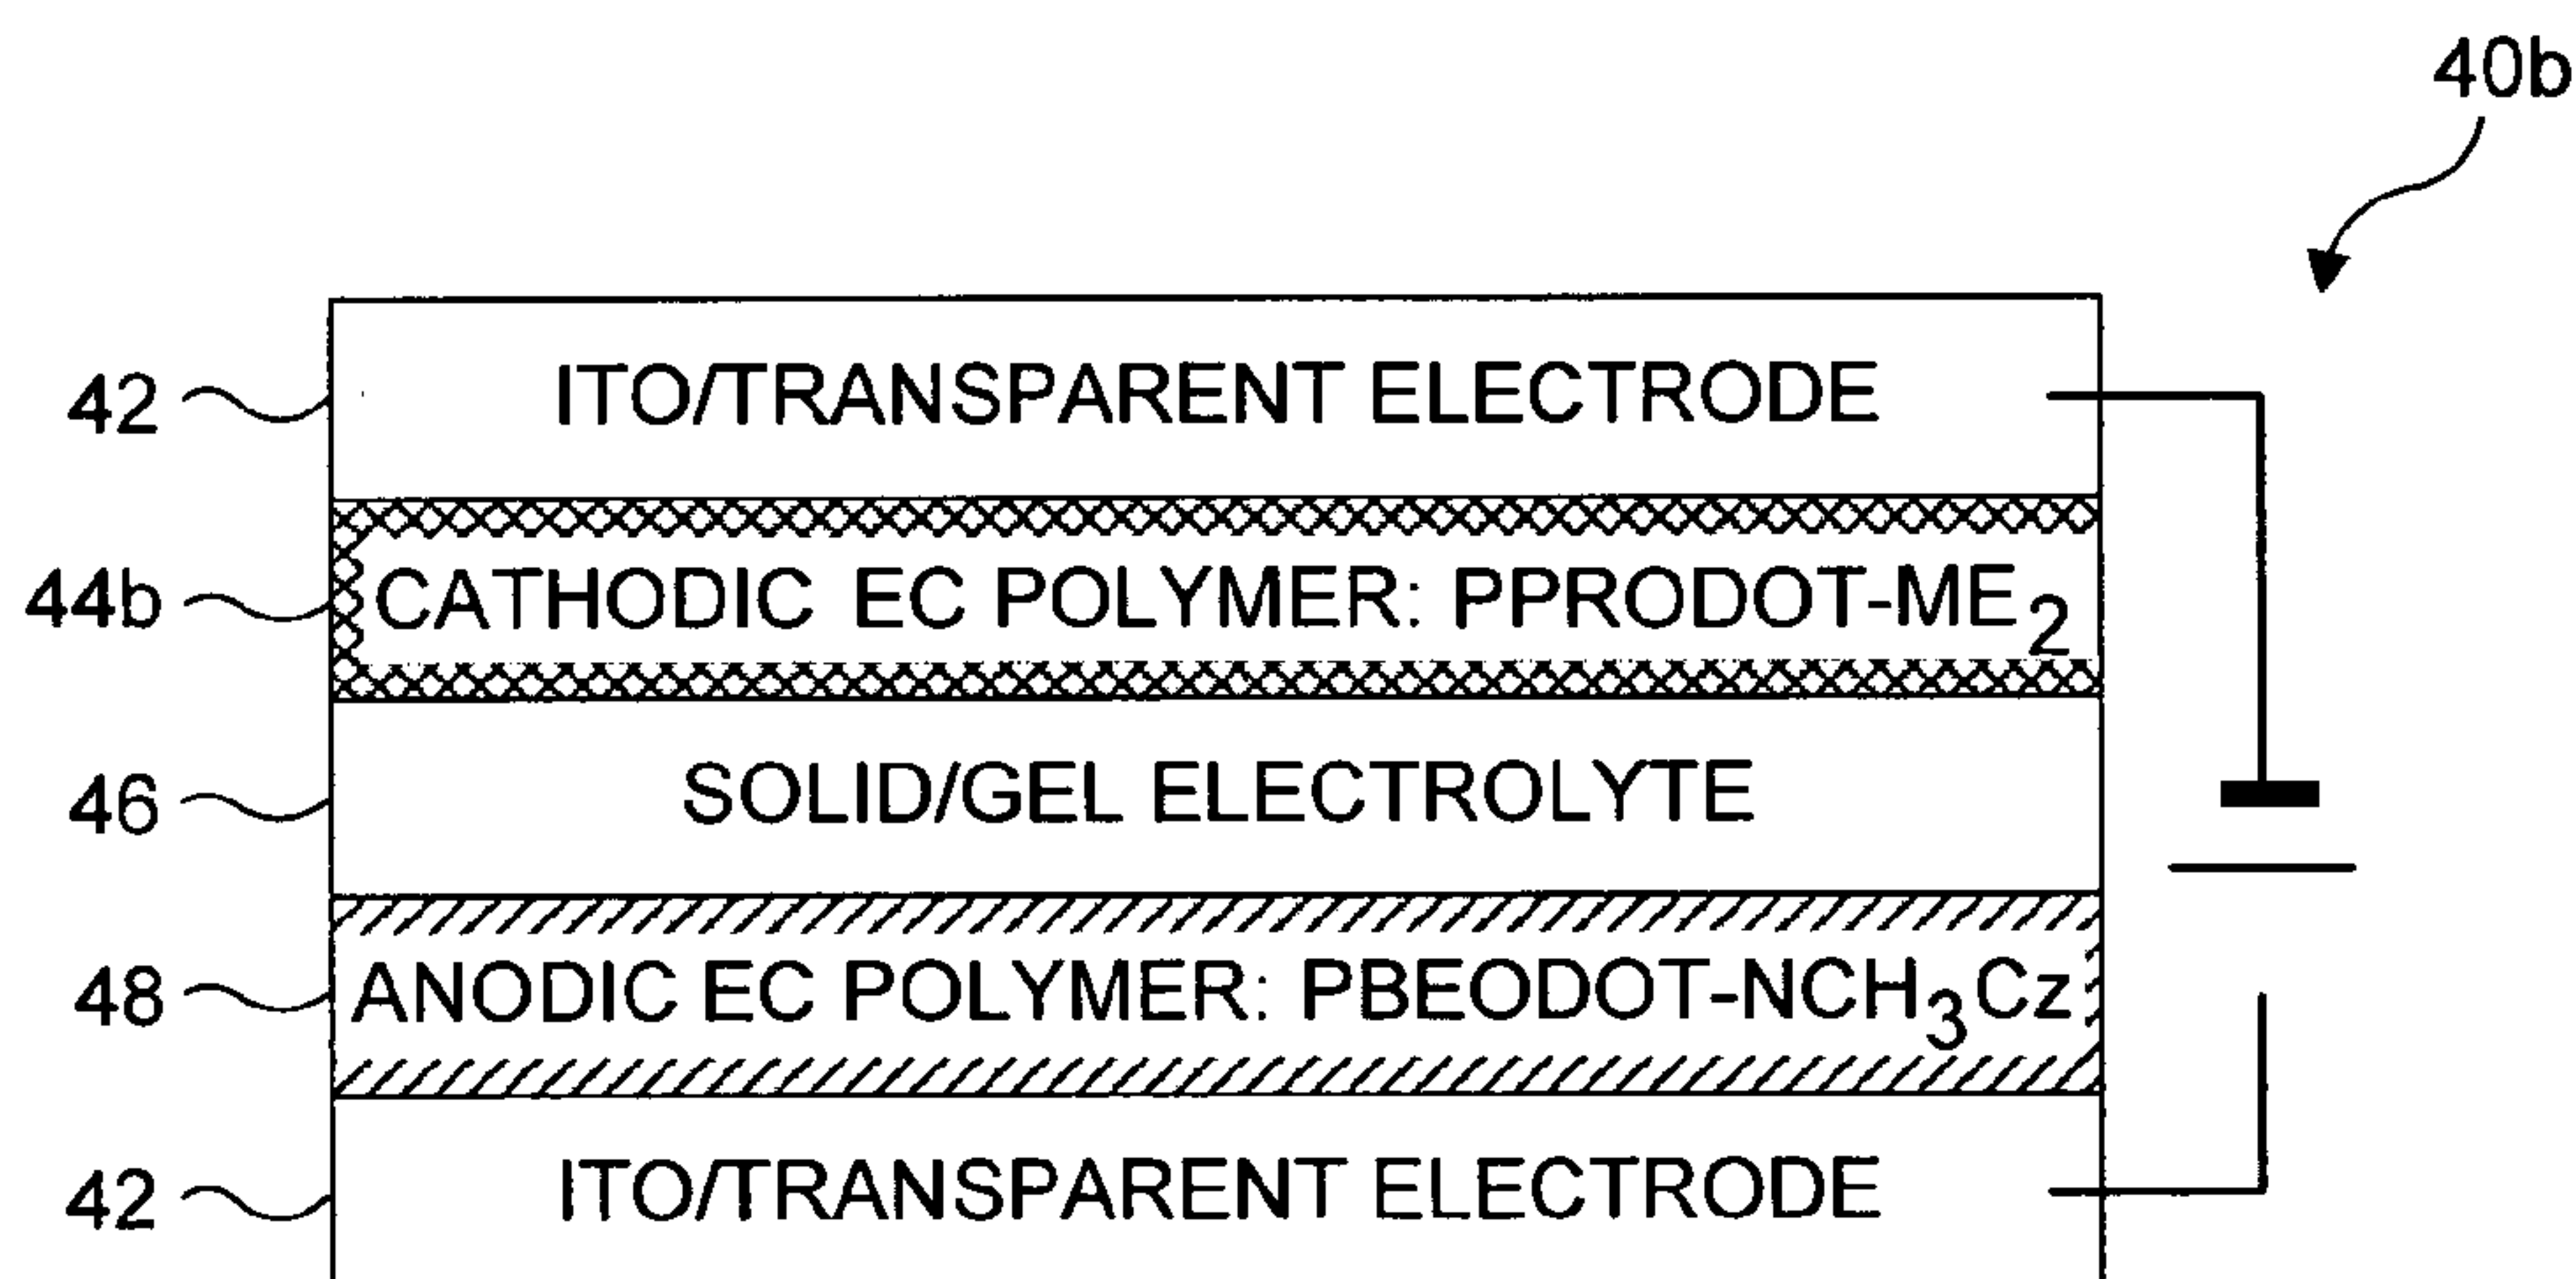 40b
42 ITO/TRANSPARENT ELECTRODE
44b CATHODIC EC POLYMER: PPRODOT-ME2
46 SOLID/GEL ELECTROLYTE
48 ANODIC EC POLYMER: PBEODOT-NCH3Cz
42 ITO/TRANSPARENT ELECTRODE